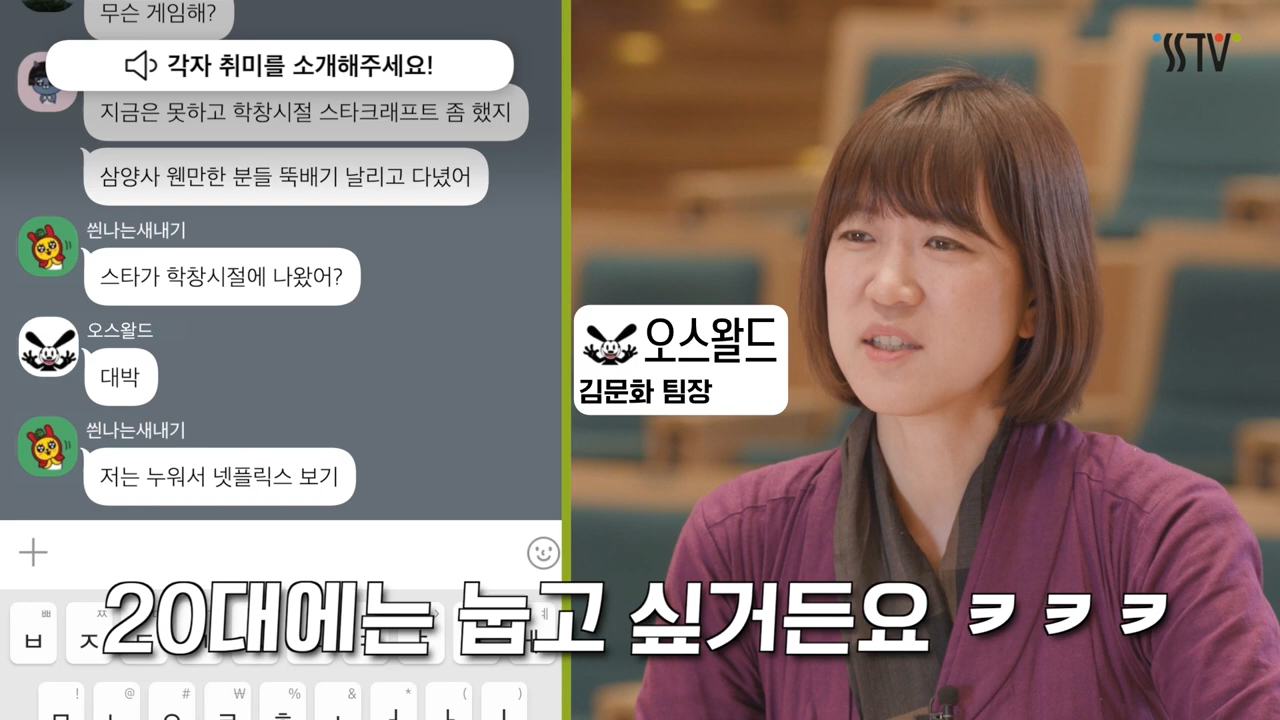 무슨 게임해?
각자 취미를 소개해주세요!
지금은 못하고 학창시절 스타크래프트 좀 했지
삼양사 웬만한 분들 뚝배기 날리고 다녔어
씐나는새내기
스타가 학창시절에 나왔어?
오스왈드
대박
씐나는새내기
저는 누워서 넷플릭스 보기
SSTV
오스왈드
김문화 팀장
20대에는 눕고 싶거든요 ㅋㅋㅋ
ㅃ ㅉ
ㅂ ㅈ
! @ # ₩ % & * ( )